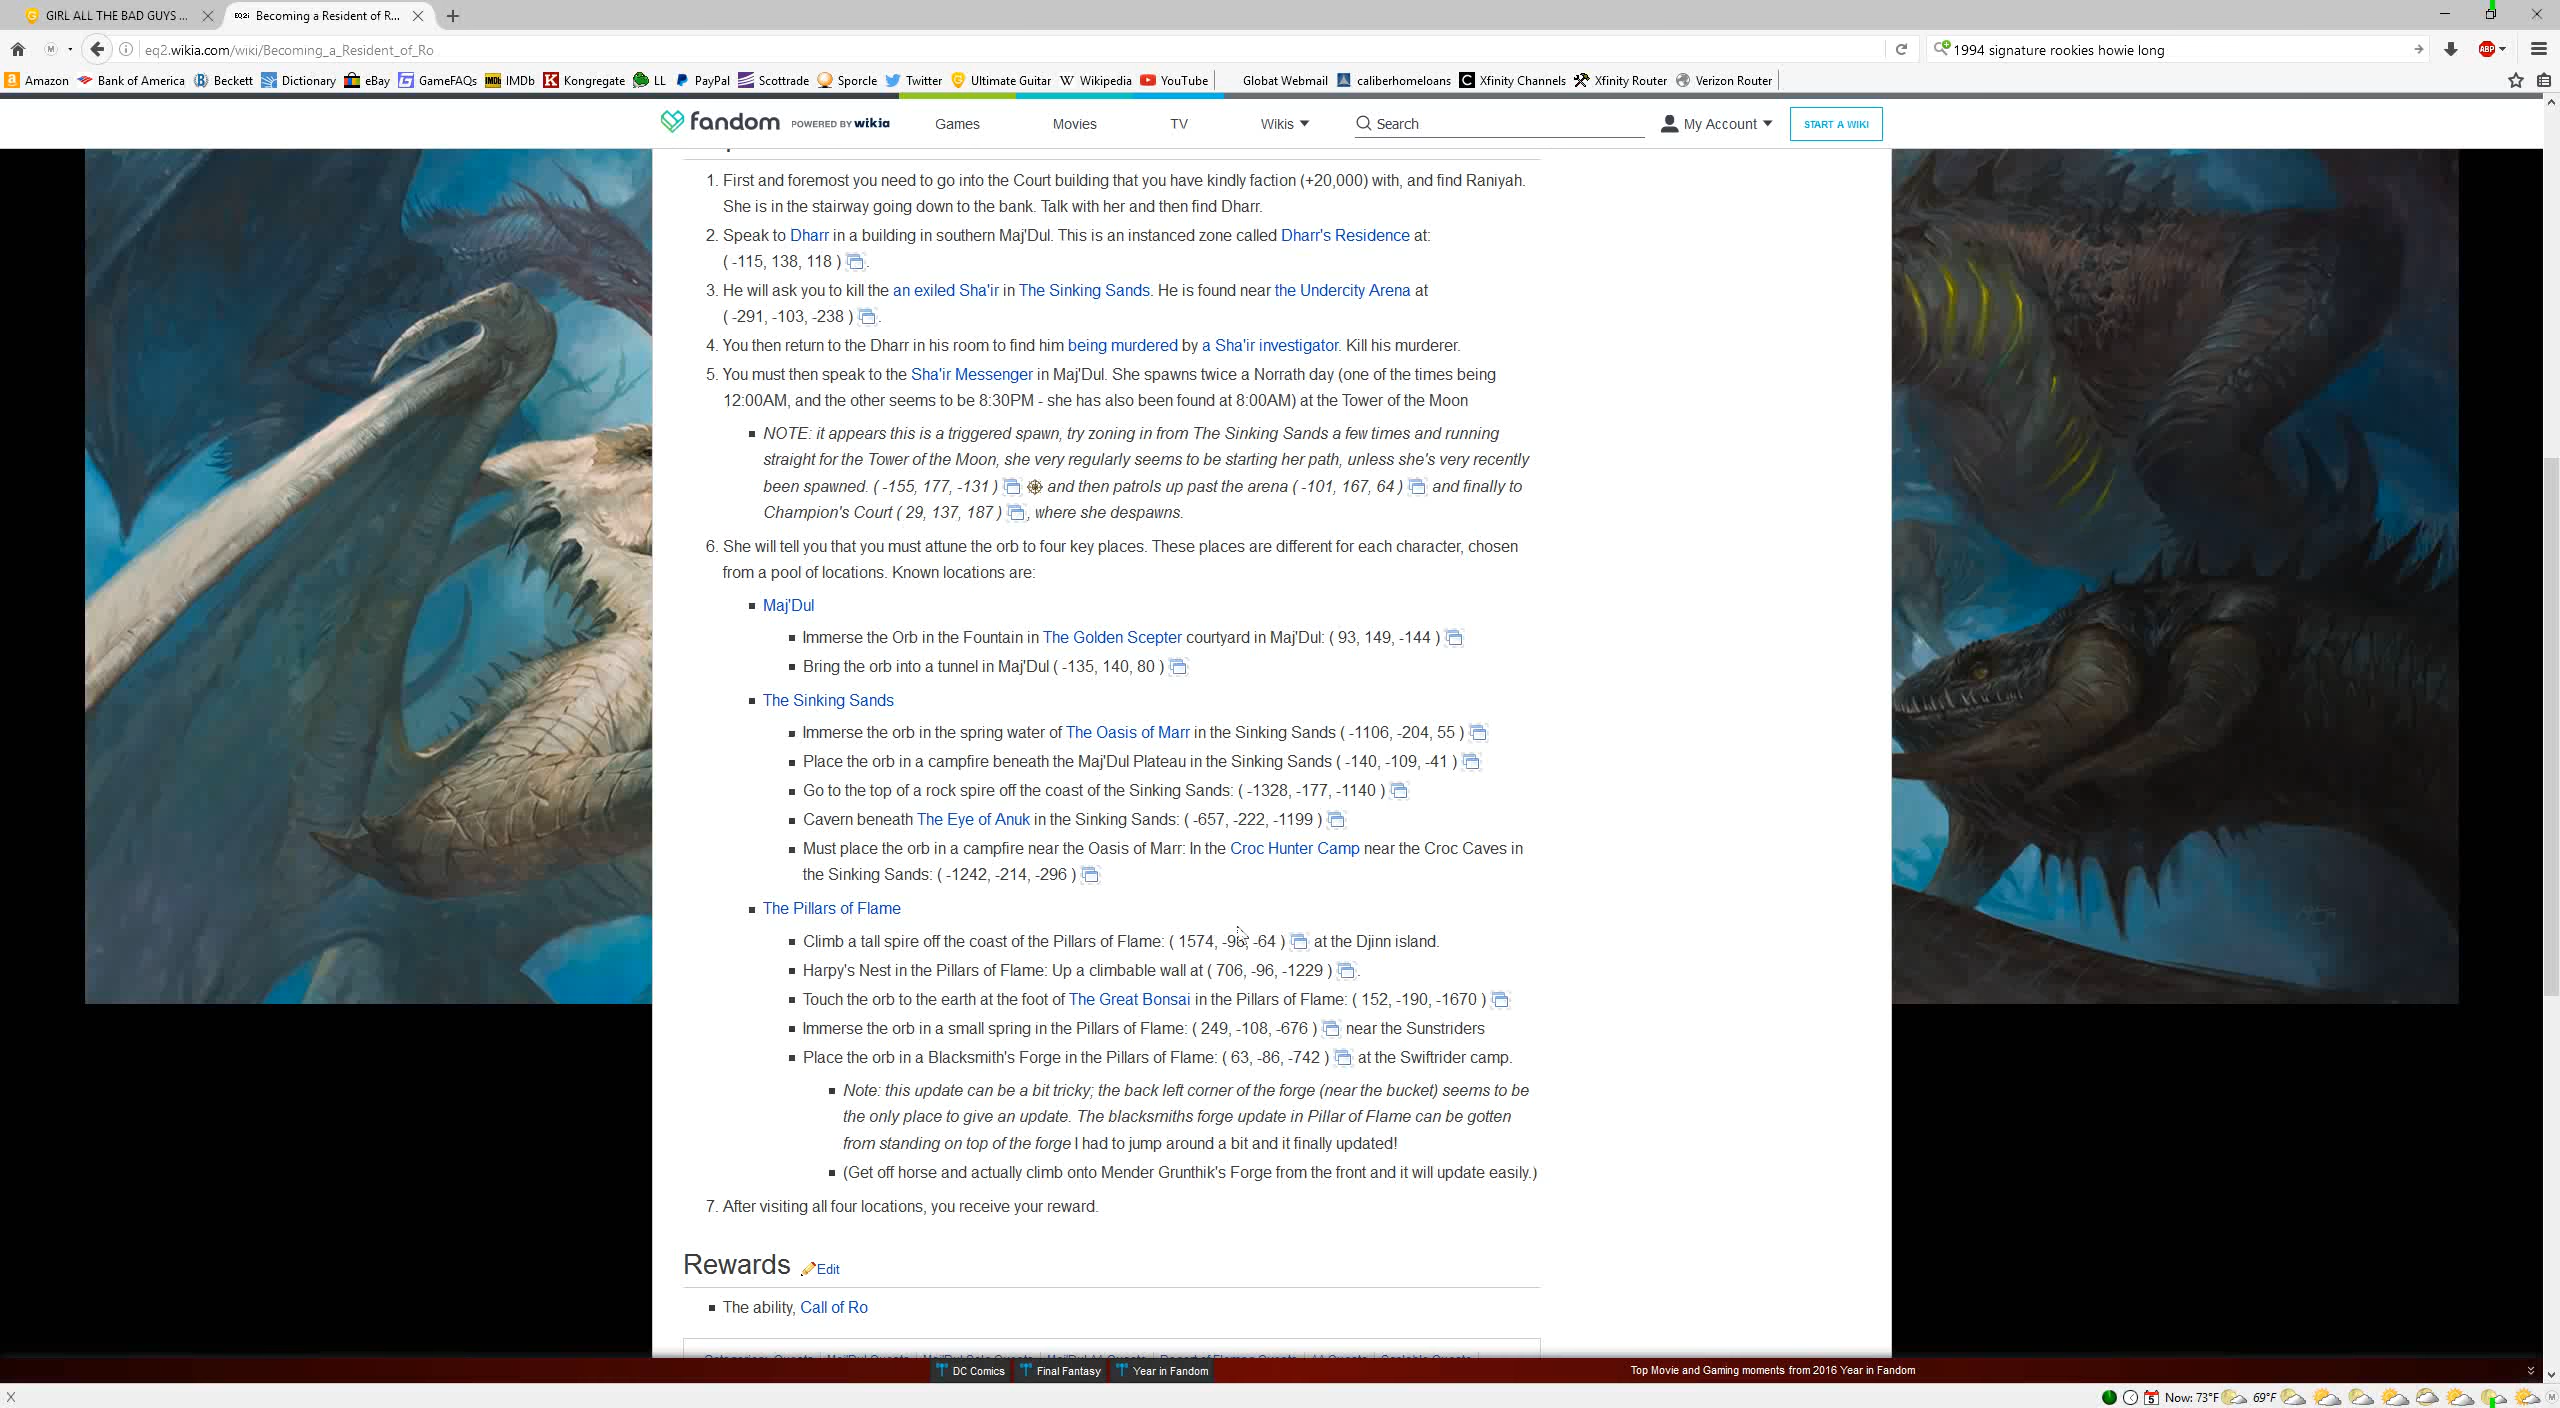 GIRL ALL THE BAD GUYS ...
EQ2i Becoming a Resident of R...
eq2.wikia.com/wiki/Becoming_a_Resident_of_Ro
1994 signature rookies howie long
ABP
Amazon Bank of America Beckett Dictionary eBay GameFAQs IMDb Kongregate LL PayPal Scottrade Sporcle Twitter Ultimate Guitar Wikipedia YouTube Globat Webmail caliberhomeloans Xfinity Channels Xfinity Router Verizon Router
fandom POWERED BY wikia Games Movies TV Wikis Search My Account START A WIKI
1. First and foremost you need to go into the Court building that you have kindly faction (+20,000) with, and find Raniyah.
She is in the stairway going down to the bank. Talk with her and then find Dharr.
2. Speak to Dharr in a building in southern Maj'Dul. This is an instanced zone called Dharr's Residence at:
( -115, 138, 118 ) .
3. He will ask you to kill the an exiled Sha'ir in The Sinking Sands. He is found near the Undercity Arena at
( -291, -103, -238 ) .
4. You then return to the Dharr in his room to find him being murdered by a Sha'ir investigator. Kill his murderer.
5. You must then speak to the Sha'ir Messenger in Maj'Dul. She spawns twice a Norrath day (one of the times being
12:00AM, and the other seems to be 8:30PM - she has also been found at 8:00AM) at the Tower of the Moon
NOTE: it appears this is a triggered spawn, try zoning in from The Sinking Sands a few times and running
straight for the Tower of the Moon, she very regularly seems to be starting her path, unless she's very recently
been spawned. ( -155, 177, -131 ) and then patrols up past the arena ( -101, 167, 64 ) and finally to
Champion's Court ( 29, 137, 187 ) , where she despawns.
6. She will tell you that you must attune the orb to four key places. These places are different for each character, chosen
from a pool of locations. Known locations are:
Maj'Dul
Immerse the Orb in the Fountain in The Golden Scepter courtyard in Maj'Dul: ( 93, 149, -144 )
Bring the orb into a tunnel in Maj'Dul ( -135, 140, 80 )
The Sinking Sands
Immerse the orb in the spring water of The Oasis of Marr in the Sinking Sands ( -1106, -204, 55 )
Place the orb in a campfire beneath the Maj'Dul Plateau in the Sinking Sands ( -140, -109, -41 )
Go to the top of a rock spire off the coast of the Sinking Sands: ( -1328, -177, -1140 )
Cavern beneath The Eye of Anuk in the Sinking Sands: ( -657, -222, -1199 )
Must place the orb in a campfire near the Oasis of Marr: In the Croc Hunter Camp near the Croc Caves in
the Sinking Sands: ( -1242, -214, -296 )
The Pillars of Flame
Climb a tall spire off the coast of the Pillars of Flame: ( 1574, -64 ) at the Djinn island.
Harpy's Nest in the Pillars of Flame: Up a climbable wall at ( 706, -96, -1229 ) .
Touch the orb to the earth at the foot of The Great Bonsai in the Pillars of Flame: ( 152, -190, -1670 )
Immerse the orb in a small spring in the Pillars of Flame: ( 249, -108, -676 ) near the Sunstriders
Place the orb in a Blacksmith's Forge in the Pillars of Flame: ( 63, -86, -742 ) at the Swiftrider camp.
Note: this update can be a bit tricky; the back left corner of the forge (near the bucket) seems to be
the only place to give an update. The blacksmiths forge update in Pillar of Flame can be gotten
from standing on top of the forge I had to jump around a bit and it finally updated!
(Get off horse and actually climb onto Mender Grunthik's Forge from the front and it will update easily.)
7. After visiting all four locations, you receive your reward.
Rewards Edit
The ability, Call of Ro
DC Comics Final Fantasy Year in Fandom Top Movie and Gaming moments from 2016 Year in Fandom
5 Now: 73°F 69°F